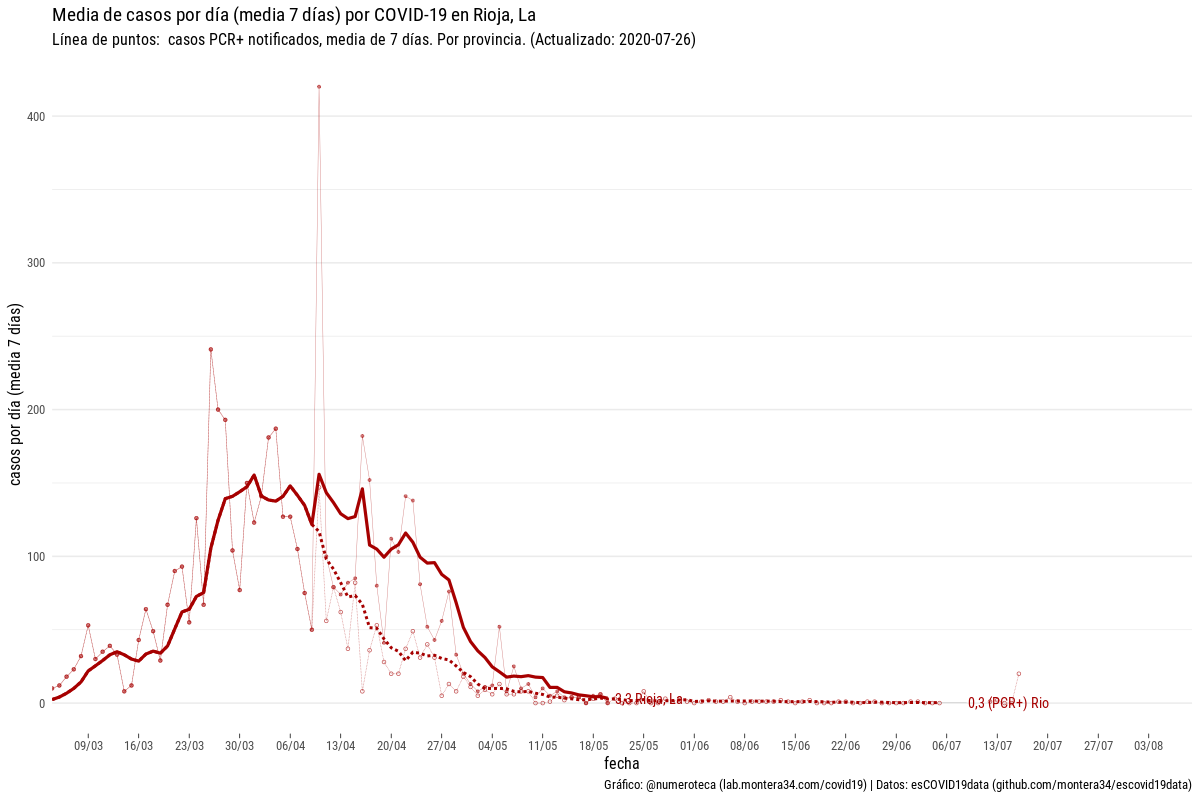 Media de casos por día (media 7 días) por COVID-19 en Rioja, La
Línea de puntos:  casos PCR+ notificados, media de 7 días. Por provincia. (Actualizado: 2020-07-26)
casos por día (media 7 días)
400
300
200
100
0
3,3 Rioja, La
0,3 (PCR+) Rio
09/03 16/03 23/03 30/03 06/04 13/04 20/04 27/04 04/05 11/05 18/05 25/05 01/06 08/06 15/06 22/06 29/06 06/07 13/07 20/07 27/07 03/08
fecha
Gráfico: @numeroteca (lab.montera34.com/covid19) | Datos: esCOVID19data (github.com/montera34/escovid19data)